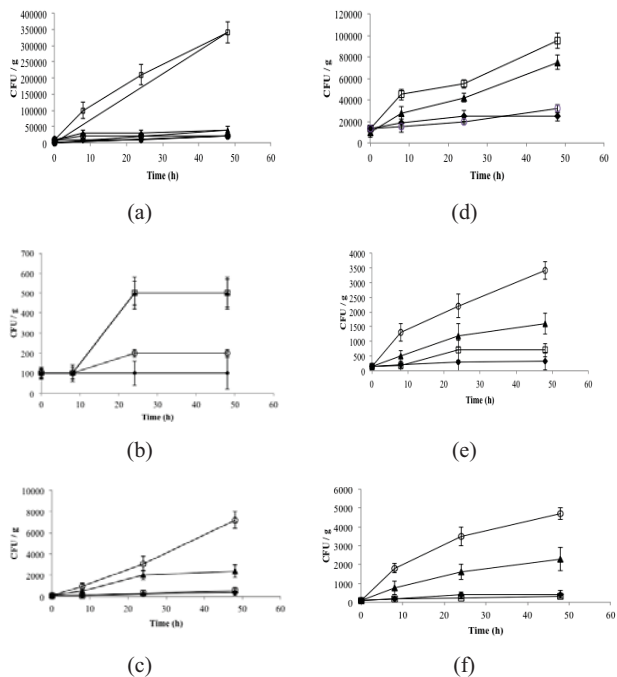 CFU / g
400000
350000
300000
250000
200000
150000
100000
50000
0
0 10 20 30 40 50 60
Time (h)
(a)
CFU / g
120000
100000
80000
60000
40000
20000
0
0 10 20 30 40 50 60
Time (h)
(d)
CFU / g
700
600
500
400
300
200
100
0
0 10 20 30 40 50 60
Time (h)
(b)
CFU / g
4000
3500
3000
2500
2000
1500
1000
500
0
0 10 20 30 40 50 60
Time (h)
(e)
CFU / g
10000
8000
6000
4000
2000
0
0 20 40 60
Time (h)
(c)
CFU / g
6000
5000
4000
3000
2000
1000
0
0 10 20 30 40 50 60
Time (h)
(f)